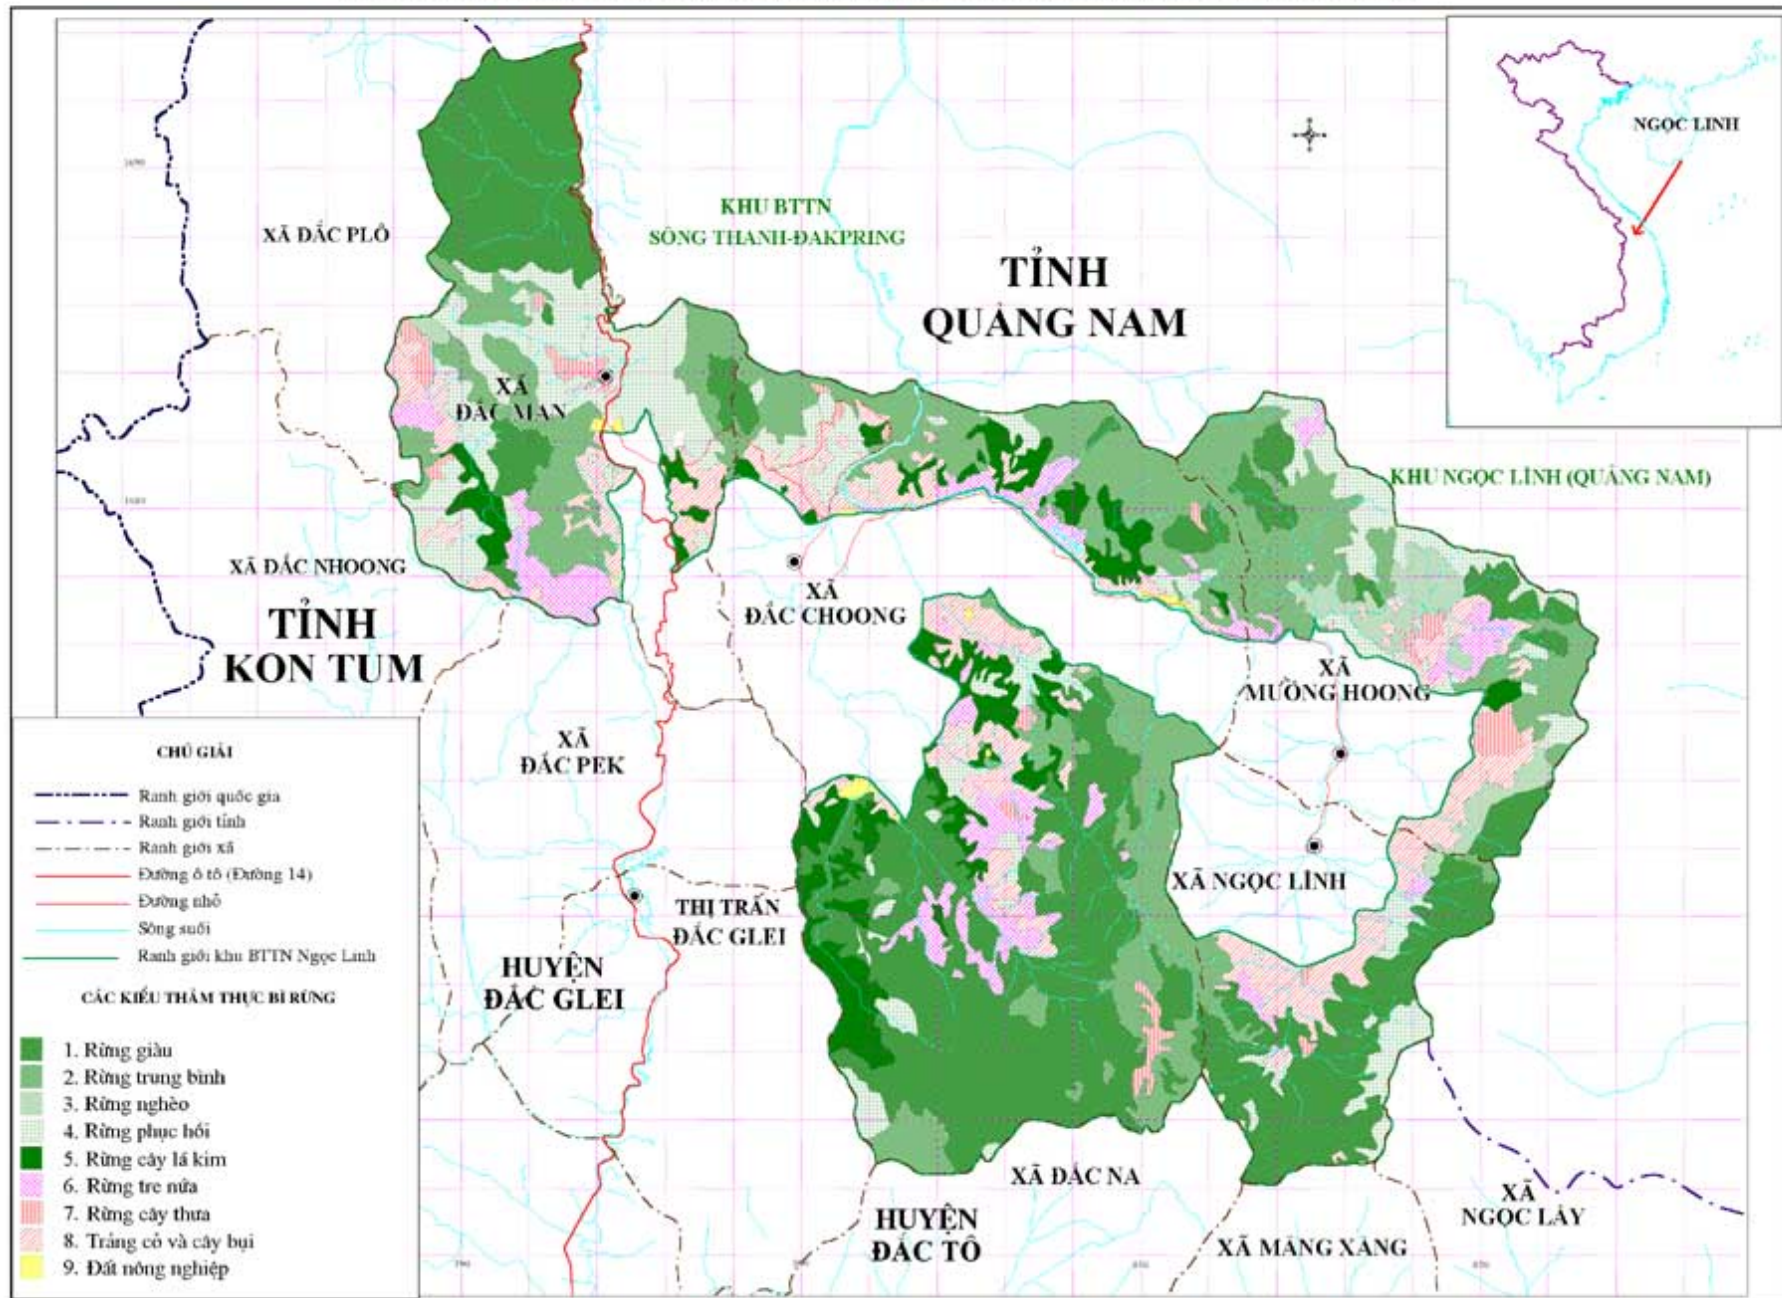 NGỌC LINH
KHU BTTN
SÔNG THANH-ĐAKPRING
TỈNH
QUẢNG NAM
XÃ ĐẮC PLÔ
XÃ
ĐẮC MAN
KHU NGỌC LINH (QUẢNG NAM)
XÃ ĐẮC NHOONG
TỈNH
KON TUM
XÃ
ĐẮC CHOONG
XÃ
MƯỜNG HOONG
XÃ
ĐẮC PEK
XÃ NGỌC LINH
THỊ TRẤN
ĐẮC GLEI
HUYỆN
ĐẮC GLEI
XÃ ĐẮC NA
HUYỆN
ĐẮC TÔ
XÃ MĂNG XĂNG
XÃ
NGỌC LÂY
CHÚ GIẢI
Ranh giới quốc gia
Ranh giới tỉnh
Ranh giới xã
Đường ô tô (Đường 14)
Đường nhỏ
Sông suối
Ranh giới khu BTTN Ngọc Linh
CÁC KIỂU THẢM THỰC BÌ RỪNG
1. Rừng giàu
2. Rừng trung bình
3. Rừng nghèo
4. Rừng phục hồi
5. Rừng cây lá kim
6. Rừng tre nứa
7. Rừng cây thưa
8. Trảng cỏ và cây bụi
9. Đất nông nghiệp